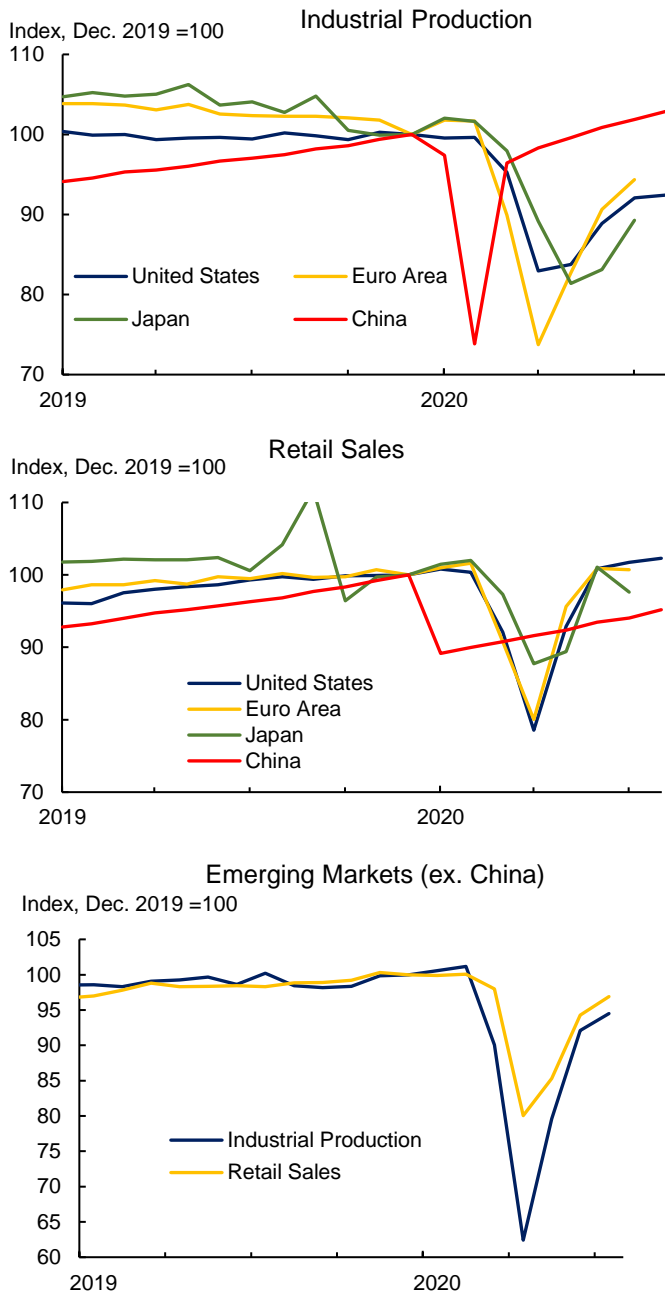 Industrial Production
Index, Dec. 2019 =100
110
100
90
80
70
United States
Euro Area
Japan
China
2019
2020
Retail Sales
Index, Dec. 2019 =100
110
100
90
80
70
United States
Euro Area
Japan
China
2019
2020
Emerging Markets (ex. China)
Index, Dec. 2019 =100
105
100
95
90
85
80
75
70
65
60
Industrial Production
Retail Sales
2019
2020